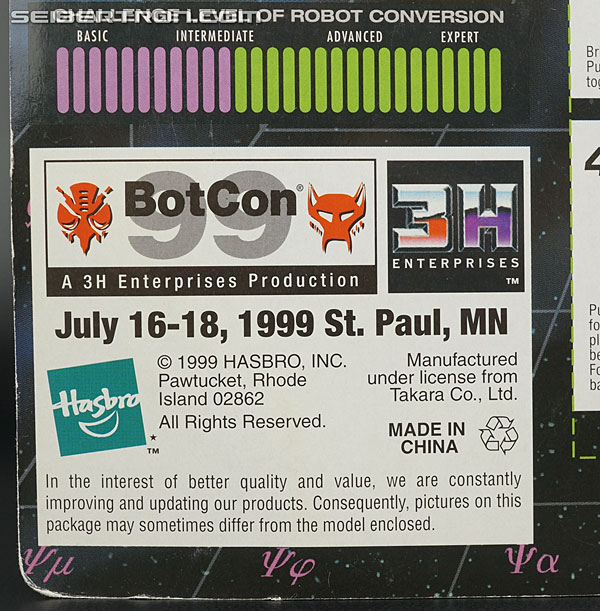 CHALLENGE LEVEL OF ROBOT CONVERSION
BASIC INTERMEDIATE ADVANCED EXPERT
BotCon®
99
A 3H Enterprises Production
3H
ENTERPRISES
TM
July 16-18, 1999 St. Paul, MN
Hasbro
TM
© 1999 HASBRO, INC.
Pawtucket, Rhode
Island 02862
All Rights Reserved.
Manufactured
under license from
Takara Co., Ltd.
MADE IN
CHINA
In the interest of better quality and value, we are constantly
improving and updating our products. Consequently, pictures on this
package may sometimes differ from the model enclosed.
Ψμ Ψφ Ψα
4